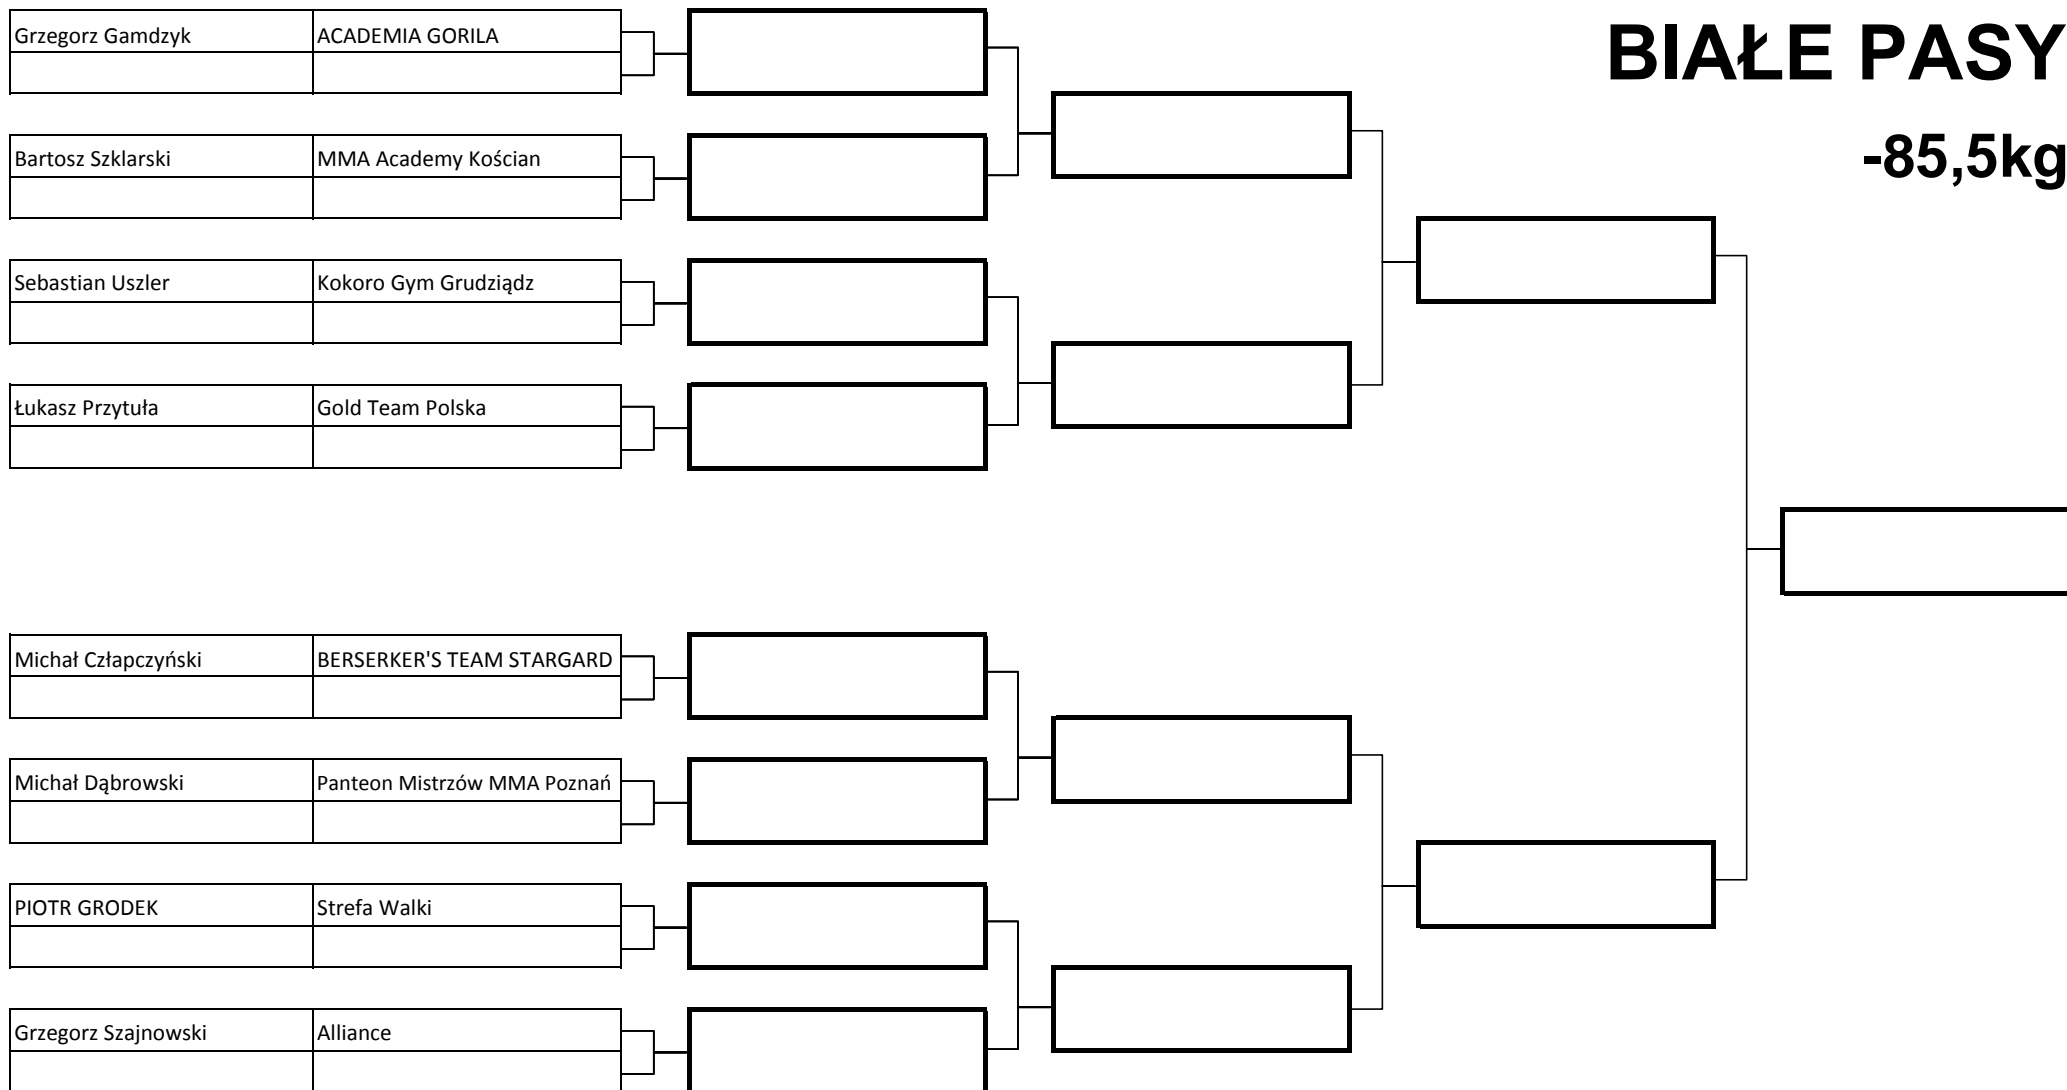 BIAŁE PASY
-85,5kg
Grzegorz Gamdzyk ACADEMIA GORILA
Bartosz Szklarski MMA Academy Kościan
Sebastian Uszler Kokoro Gym Grudziądz
Łukasz Przytuła Gold Team Polska
Michał Człapczyński BERSERKER'S TEAM STARGARD
Michał Dąbrowski Panteon Mistrzów MMA Poznań
PIOTR GRODEK Strefa Walki
Grzegorz Szajnowski Alliance